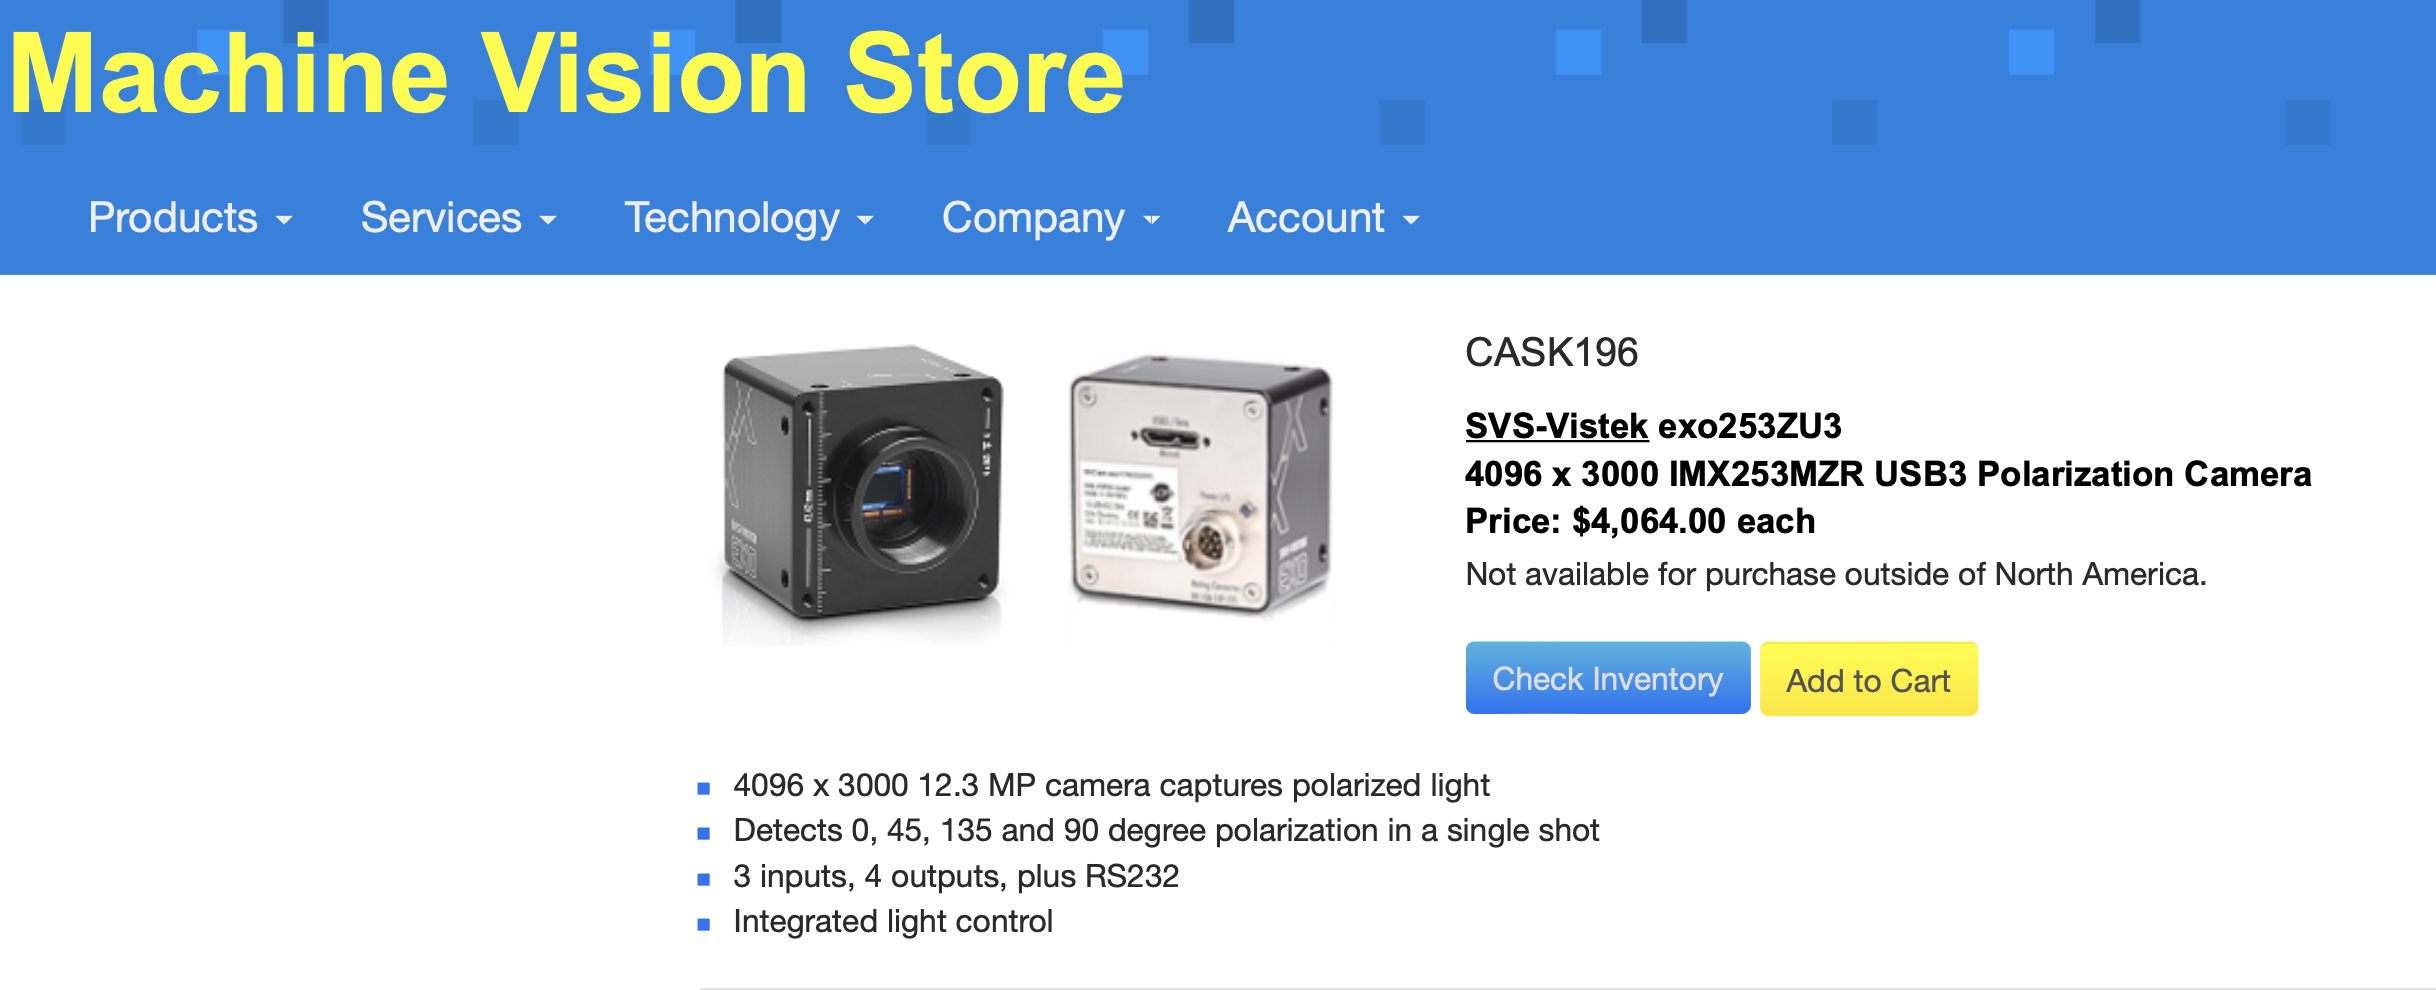 Machine Vision Store
Products Services Technology Company Account
CASK196
SVS-Vistek exo253ZU3
4096 x 3000 IMX253MZR USB3 Polarization Camera
Price: $4,064.00 each
Not available for purchase outside of North America.
Check Inventory Add to Cart
4096 x 3000 12.3 MP camera captures polarized light
Detects 0, 45, 135 and 90 degree polarization in a single shot
3 inputs, 4 outputs, plus RS232
Integrated light control